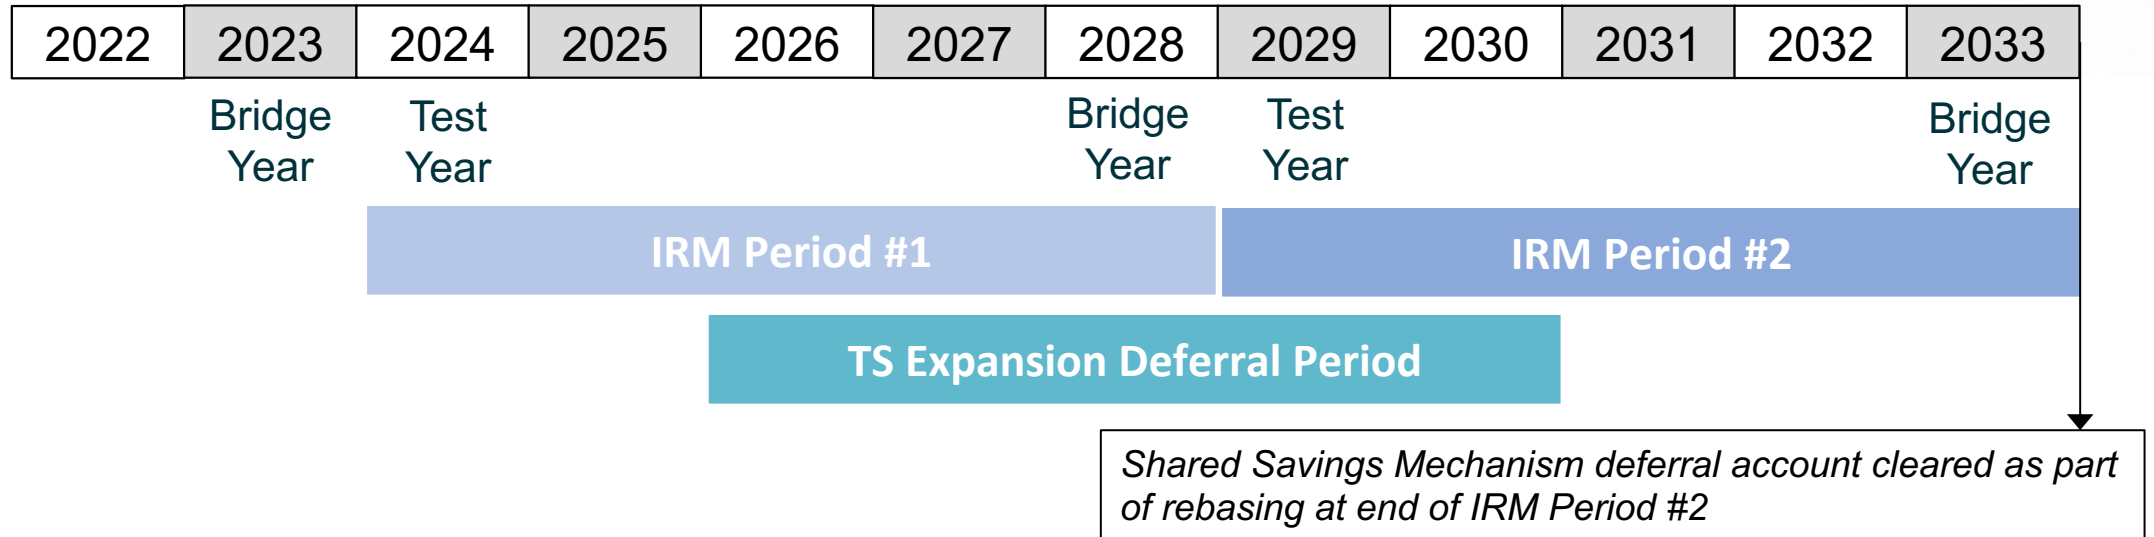 2022 2023 2024 2025 2026 2027 2028 2029 2030 2031 2032 2033
Bridge Test Bridge Test Bridge
Year Year Year Year Year
IRM Period #1 IRM Period #2
TS Expansion Deferral Period
Shared Savings Mechanism deferral account cleared as part
of rebasing at end of IRM Period #2